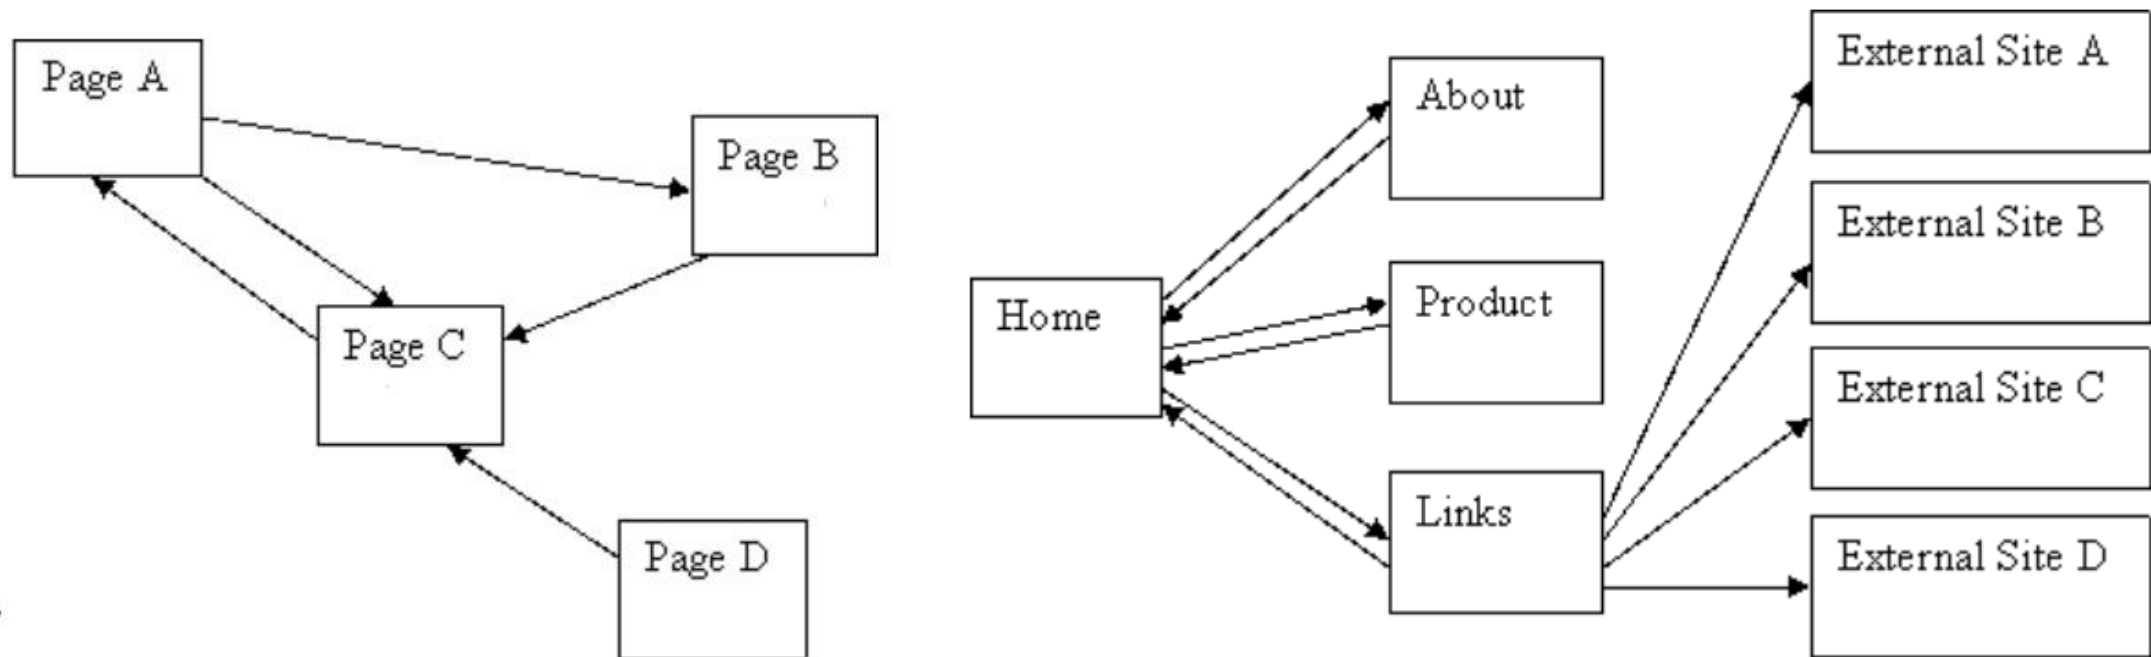 Page A
Page B
Page C
Page D
Home
About
Product
Links
External Site A
External Site B
External Site C
External Site D